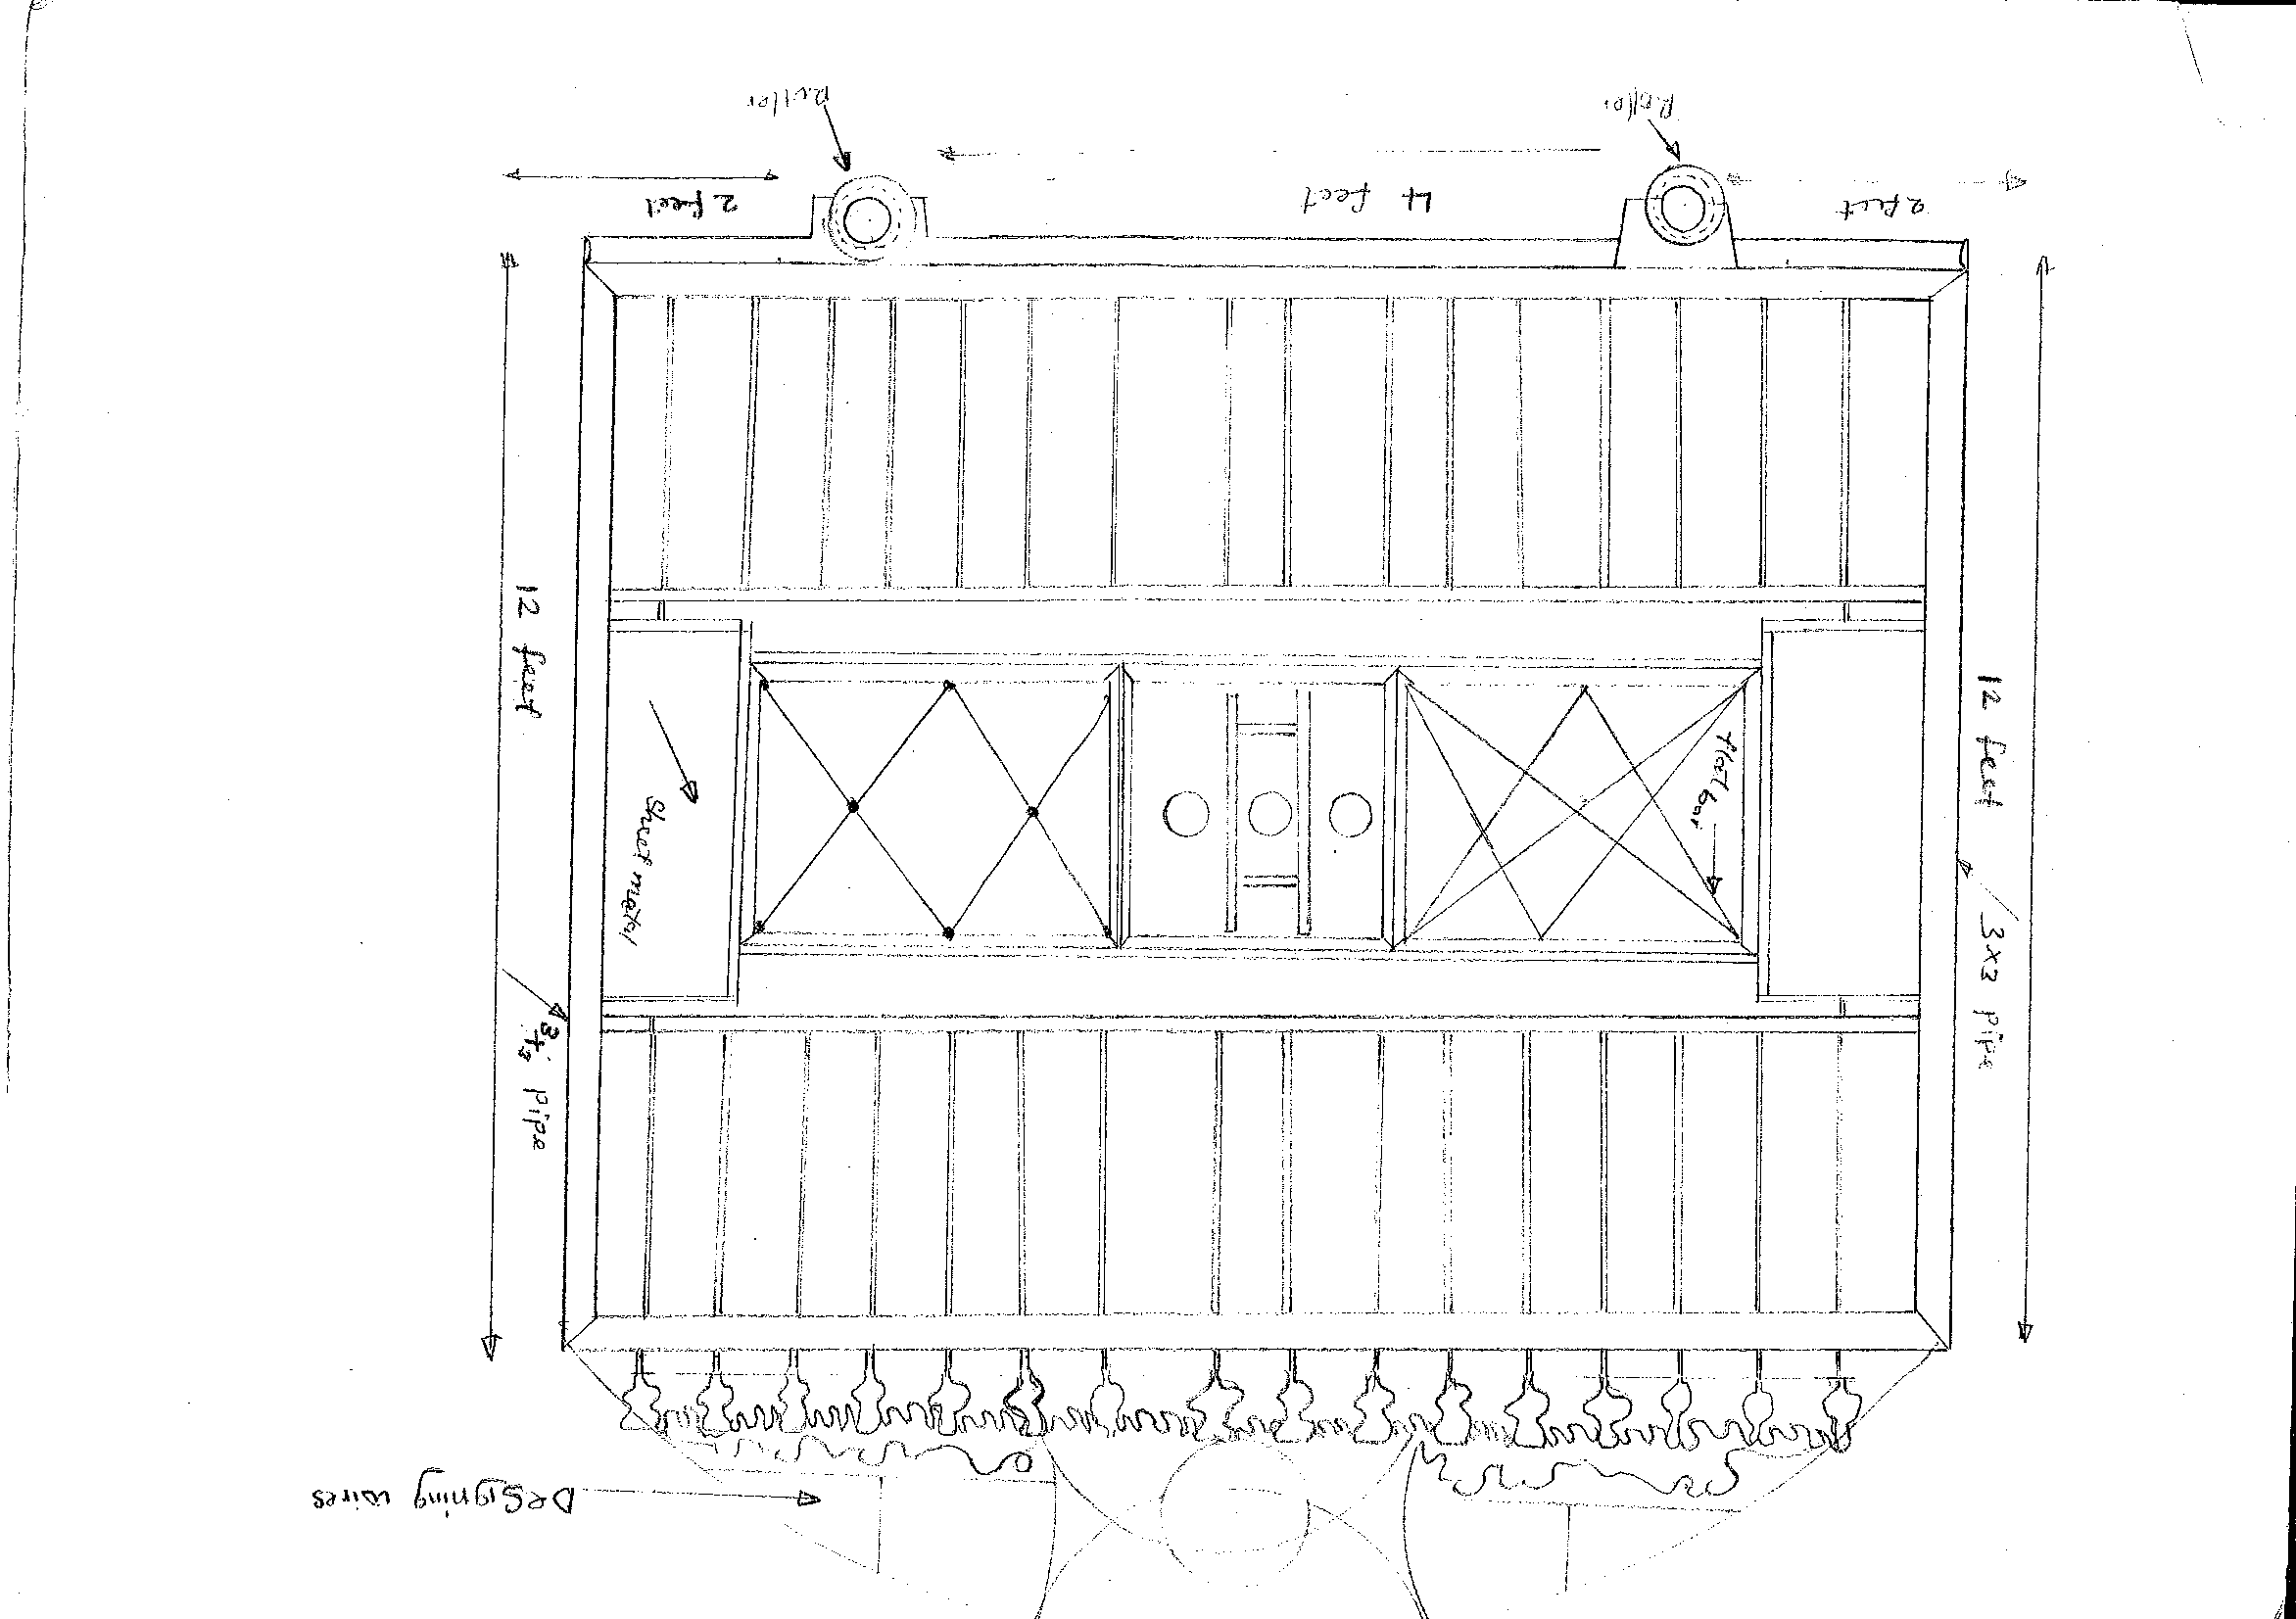 Designing wires
12 feet
3x3 pipe
Sheet metal
flat bar
12 feet
3x3 pipe
2 feet
4 feet
2 feet
Roller
Roller